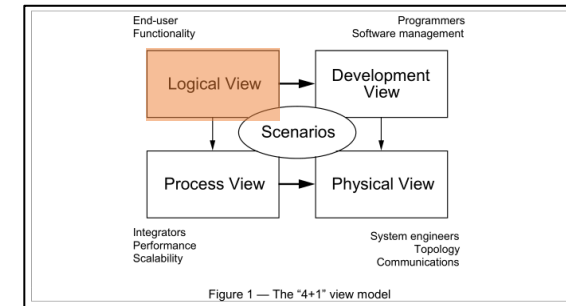 End-user
Functionality
Programmers
Software management
Logical View
Development
View
Scenarios
Process View
Physical View
Integrators
Performance
Scalability
System engineers
Topology
Communications
Figure 1 — The “4+1” view model